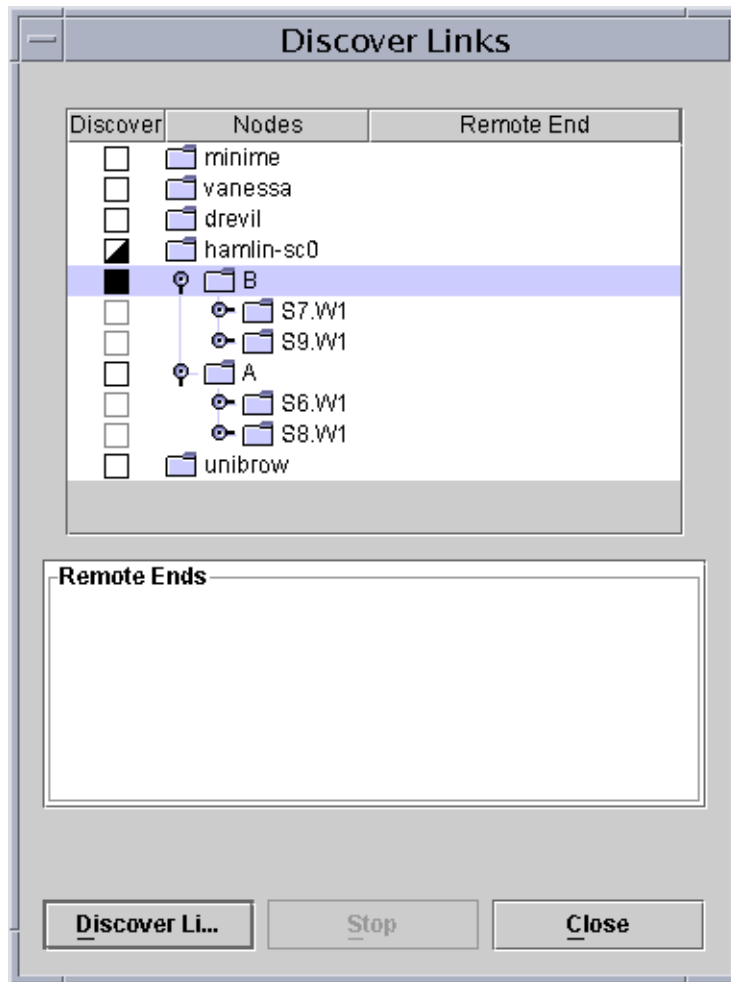 Discover Links
Discover Nodes Remote End
minime
vanessa
drevil
hamlin-sc0
B
S7.W1
S9.W1
A
S6.W1
S8.W1
unibrow
Remote Ends
Discover Li... Stop Close